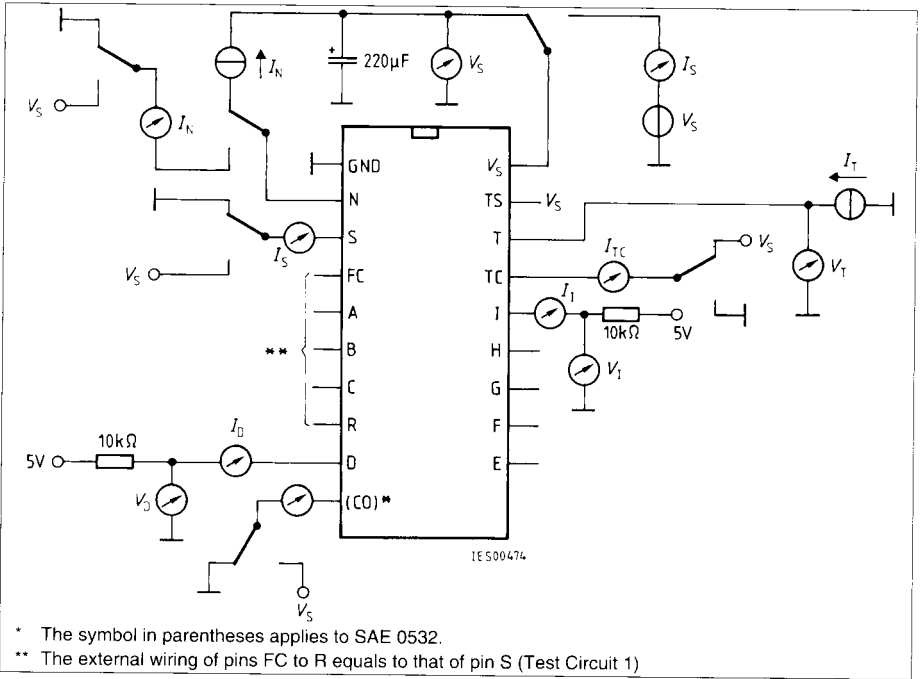 I_N
220µF
V_S
I_S
V_S
I_N
V_S
GND
V_S
I_T
N
TS
V_S
S
I_S
T
V_S
FC
TC
I_TC
V_S
V_T
A
I
I_I
10kΩ
5V
**
B
H
V_I
C
G
R
F
10kΩ
I_D
5V
D
E
V_D
(CO)*
V_S
IES00474
* The symbol in parentheses applies to SAE 0532.
** The external wiring of pins FC to R equals to that of pin S (Test Circuit 1)